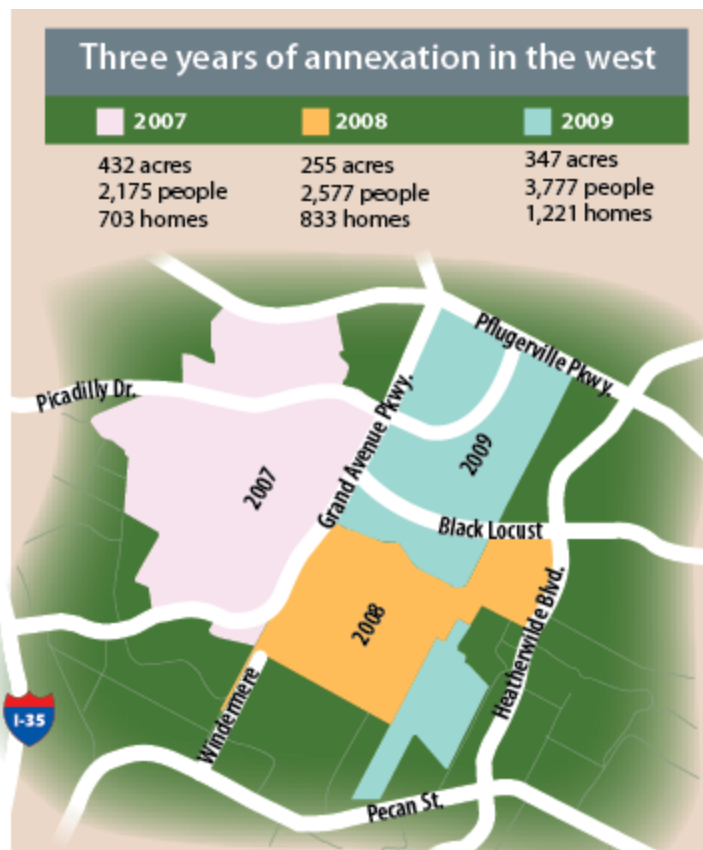 Three years of annexation in the west
2007
2008
2009
432 acres
2,175 people
703 homes
255 acres
2,577 people
833 homes
347 acres
3,777 people
1,221 homes
Pflugerville Pkwy.
Picadilly Dr.
Grand Avenue Pkwy.
2009
2007
Black Locust
2008
Heatherwilde Blvd.
Windermere
I-35
Pecan St.